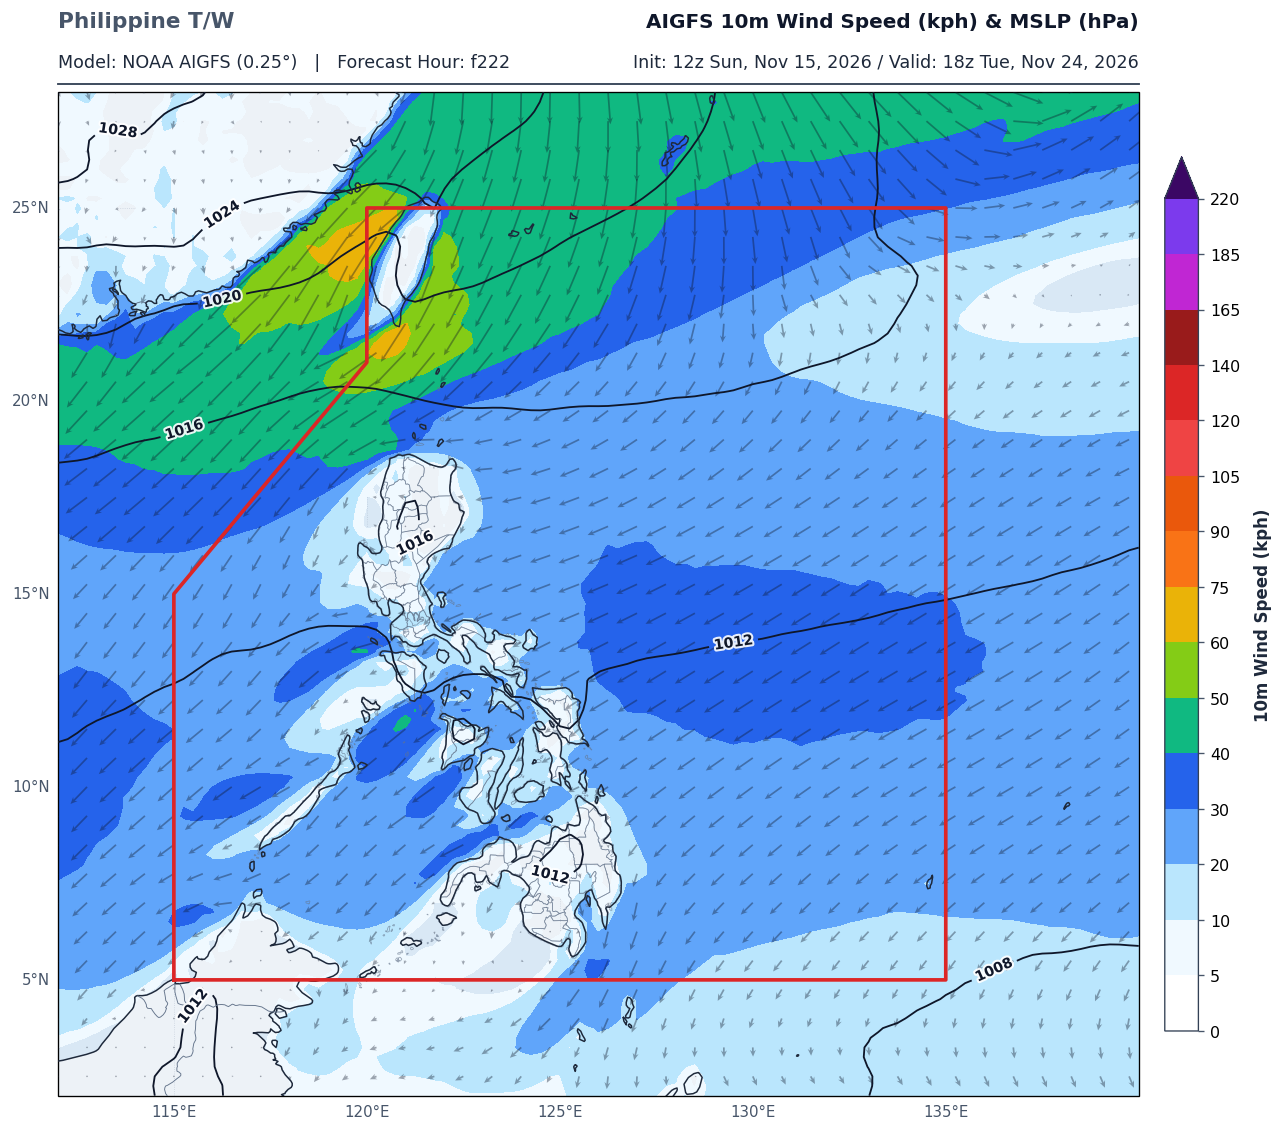 Philippine T/W
AIGFS 10m Wind Speed (kph) & MSLP (hPa)
Model: NOAA AIGFS (0.25°) | Forecast Hour: f222
Init: 12z Sun, Nov 15, 2026 / Valid: 18z Tue, Nov 24, 2026
1028
1024
1020
1016
1016
1012
1012
1008
1012
25°N
20°N
15°N
10°N
5°N
115°E
120°E
125°E
130°E
135°E
220
185
165
140
120
105
90
75
60
50
40
30
20
10
5
0
10m Wind Speed (kph)